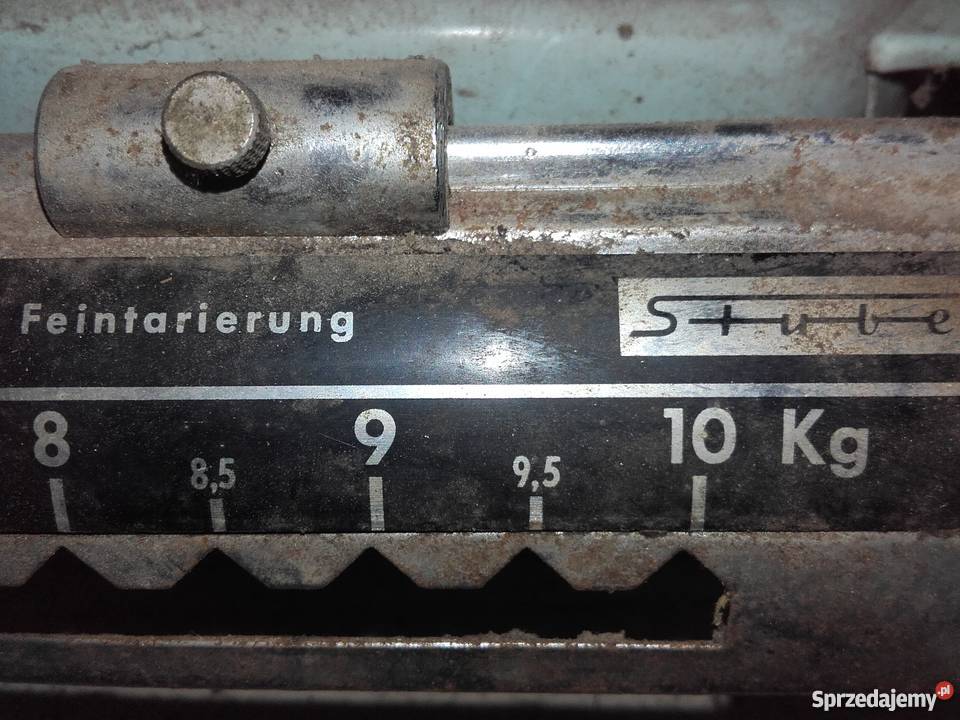 Feintarierung
Stube
8 9 10 Kg
8,5 9,5
Sprzedajemy.pl